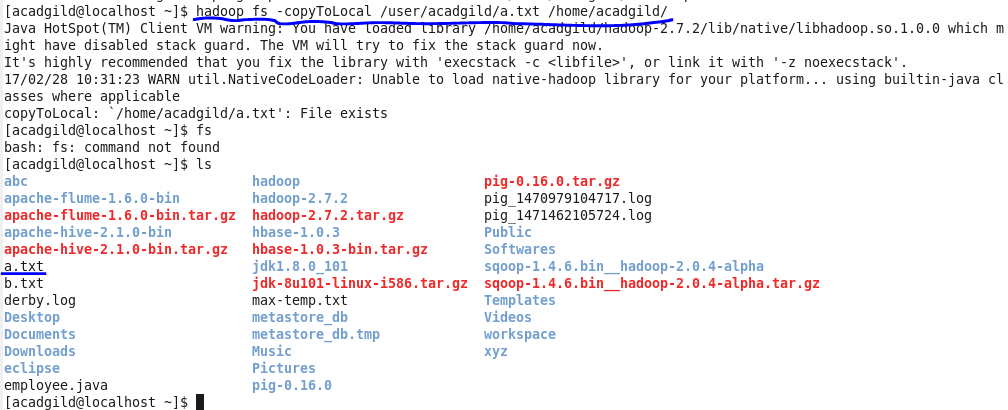 [acadgild@localhost ~]$ hadoop fs -copyToLocal /user/acadgild/a.txt /home/acadgild/
Java HotSpot(TM) Client VM warning: You have loaded library /home/acadgild/hadoop-2.7.2/lib/native/libhadoop.so.1.0.0 which m
ight have disabled stack guard. The VM will try to fix the stack guard now.
It's highly recommended that you fix the library with 'execstack -c <libfile>', or link it with '-z noexecstack'.
17/02/28 10:31:23 WARN util.NativeCodeLoader: Unable to load native-hadoop library for your platform... using builtin-java cl
asses where applicable
copyToLocal: `/home/acadgild/a.txt': File exists
[acadgild@localhost ~]$ fs
bash: fs: command not found
[acadgild@localhost ~]$ ls
abc hadoop pig-0.16.0.tar.gz
apache-flume-1.6.0-bin hadoop-2.7.2 pig_1470979104717.log
apache-flume-1.6.0-bin.tar.gz hadoop-2.7.2.tar.gz pig_1471462105724.log
apache-hive-2.1.0-bin hbase-1.0.3 Public
apache-hive-2.1.0-bin.tar.gz hbase-1.0.3-bin.tar.gz Softwares
a.txt jdk1.8.0_101 sqoop-1.4.6.bin__hadoop-2.0.4-alpha
b.txt jdk-8u101-linux-i586.tar.gz sqoop-1.4.6.bin__hadoop-2.0.4-alpha.tar.gz
derby.log max-temp.txt Templates
Desktop metastore_db Videos
Documents metastore_db.tmp workspace
Downloads Music xyz
eclipse Pictures
employee.java pig-0.16.0
[acadgild@localhost ~]$